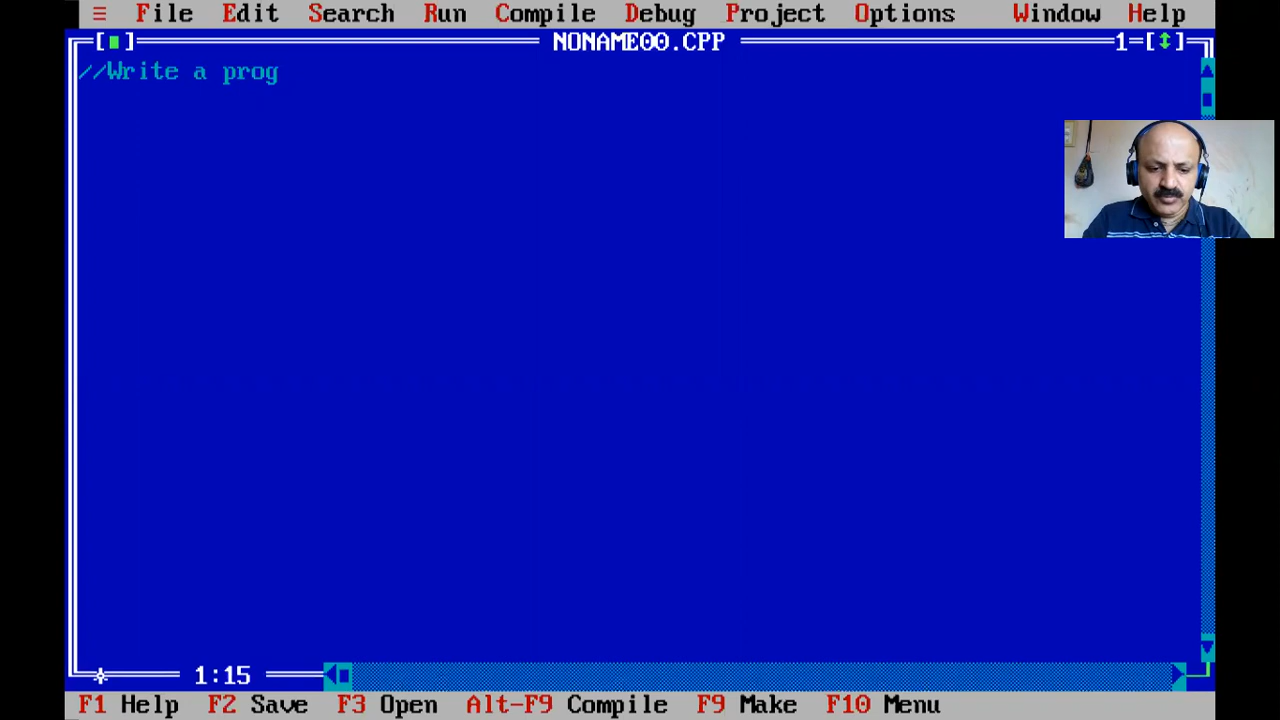 ≡ File Edit Search Run Compile Debug Project Options Window Help
[■] NONAME00.CPP 1=[↕]
//Write a prog
1:15
F1 Help F2 Save F3 Open Alt-F9 Compile F9 Make F10 Menu